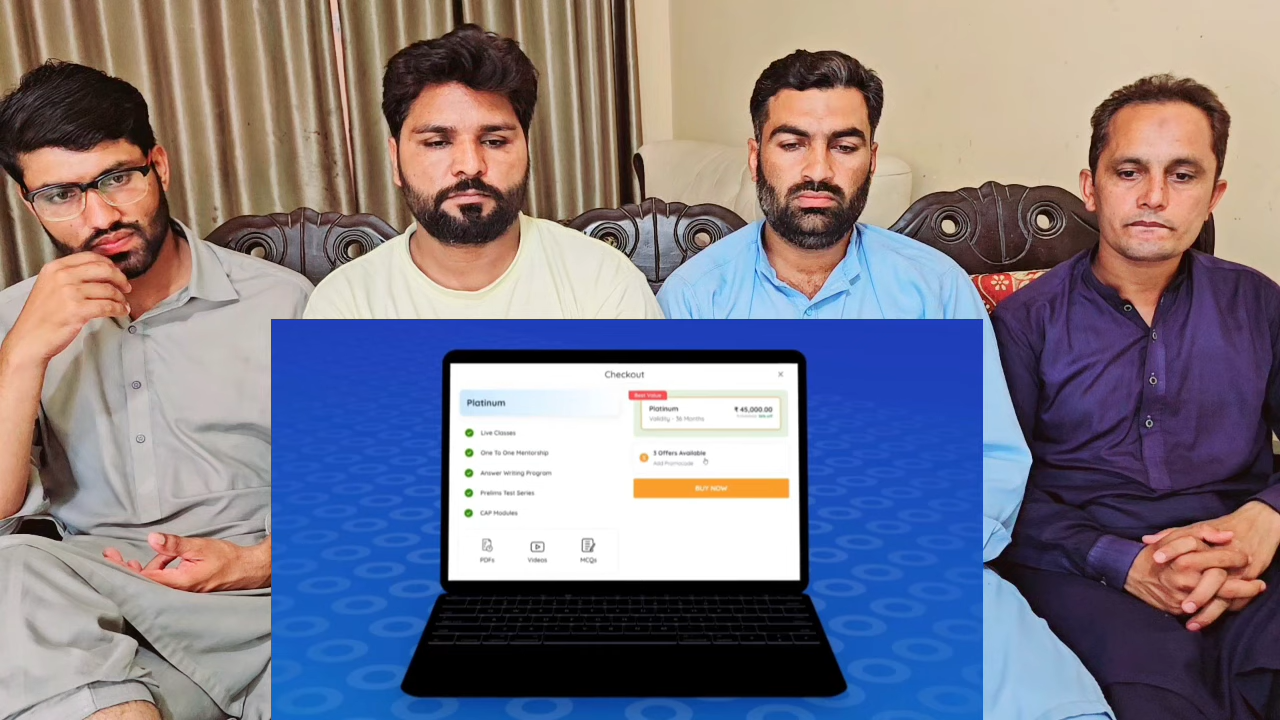 Checkout
Platinum
Live Classes
One To One Mentorship
Answer Writing Program
Prelims Test Series
CAP Modules
PDFs
Videos
MCQs
Best Value
Platinum
₹ 45,000.00
Validity - 36 Months
3 Offers Available
Add Promocode
BUY NOW